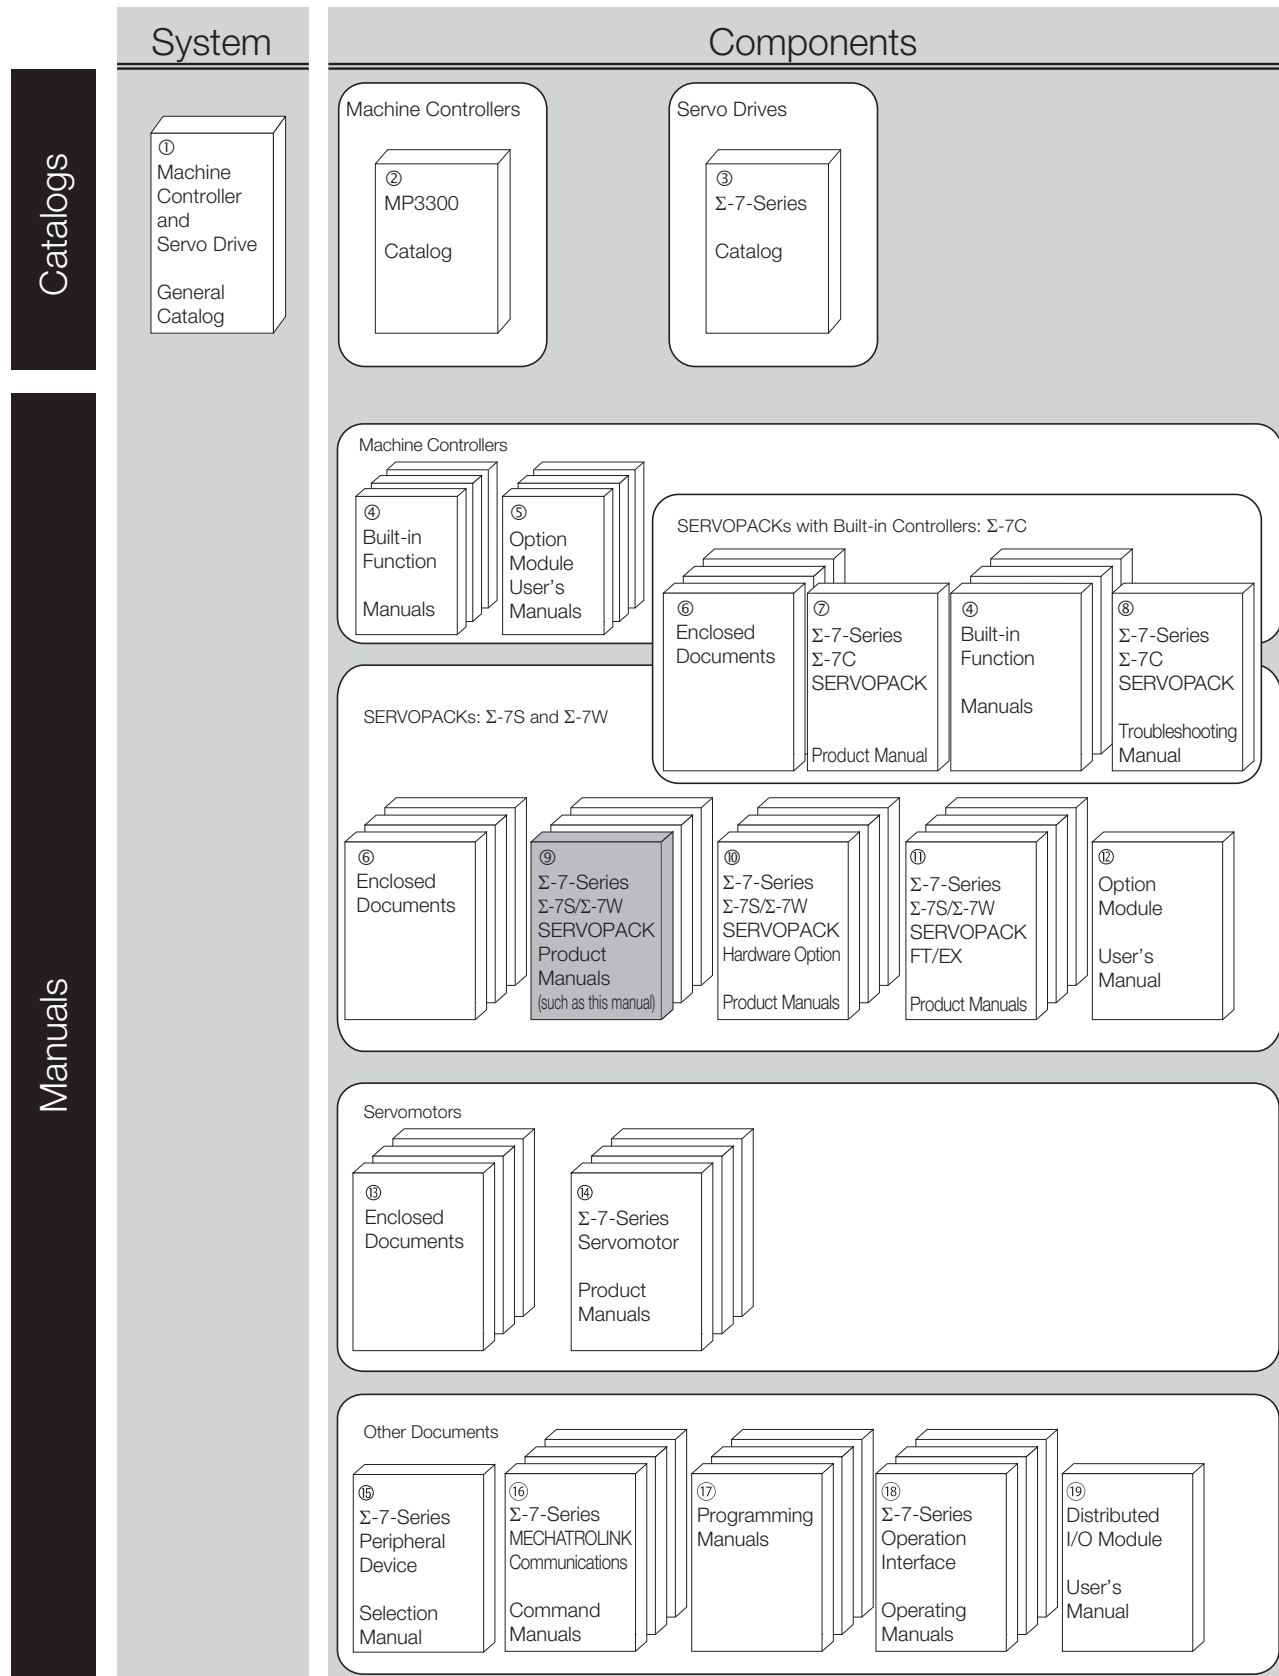 System
Components
Catalogs
①
Machine
Controller
and
Servo Drive
General
Catalog
Machine Controllers
②
MP3300
Catalog
Servo Drives
③
Σ-7-Series
Catalog
Manuals
Machine Controllers
④
Built-in
Function
Manuals
⑤
Option
Module
User's
Manuals
SERVOPACKs with Built-in Controllers: Σ-7C
⑥
Enclosed
Documents
⑦
Σ-7-Series
Σ-7C
SERVOPACK
Product Manual
④
Built-in
Function
Manuals
⑧
Σ-7-Series
Σ-7C
SERVOPACK
Troubleshooting
Manual
SERVOPACKs: Σ-7S and Σ-7W
⑥
Enclosed
Documents
⑨
Σ-7-Series
Σ-7S/Σ-7W
SERVOPACK
Product
Manuals
(such as this manual)
⑩
Σ-7-Series
Σ-7S/Σ-7W
SERVOPACK
Hardware Option
Product Manuals
⑪
Σ-7-Series
Σ-7S/Σ-7W
SERVOPACK
FT/EX
Product Manuals
⑫
Option
Module
User's
Manual
Servomotors
⑬
Enclosed
Documents
⑭
Σ-7-Series
Servomotor
Product
Manuals
Other Documents
⑮
Σ-7-Series
Peripheral
Device
Selection
Manual
⑯
Σ-7-Series
MECHATROLINK
Communications
Command
Manuals
⑰
Programming
Manuals
⑱
Σ-7-Series
Operation
Interface
Operating
Manuals
⑲
Distributed
I/O Module
User's
Manual